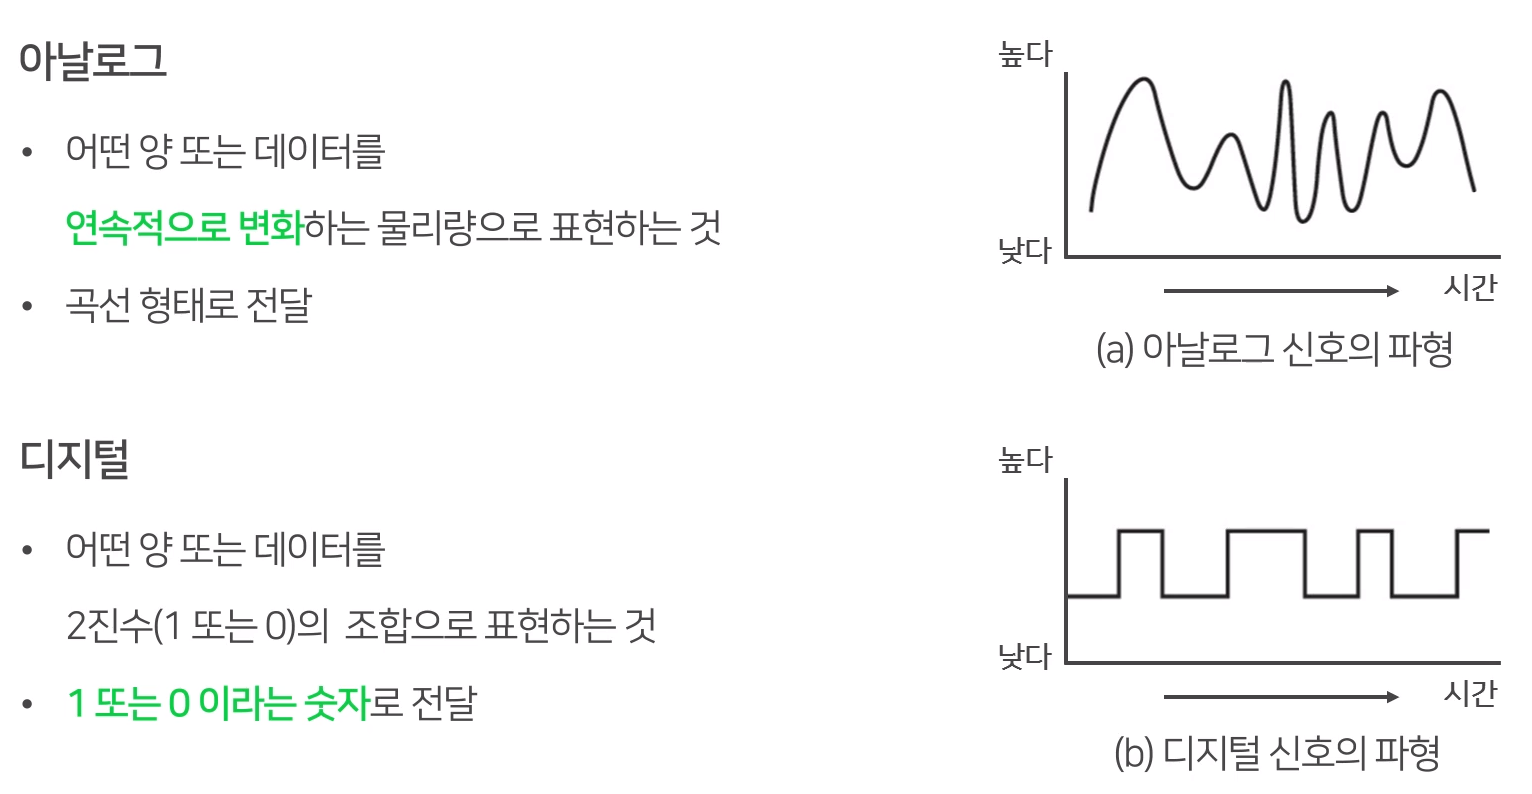 아날로그
• 어떤 양 또는 데이터를
연속적으로 변화하는 물리량으로 표현하는 것
• 곡선 형태로 전달
높다
낮다
시간
(a) 아날로그 신호의 파형
디지털
• 어떤 양 또는 데이터를
2진수(1 또는 0)의 조합으로 표현하는 것
• 1 또는 0 이라는 숫자로 전달
높다
낮다
시간
(b) 디지털 신호의 파형